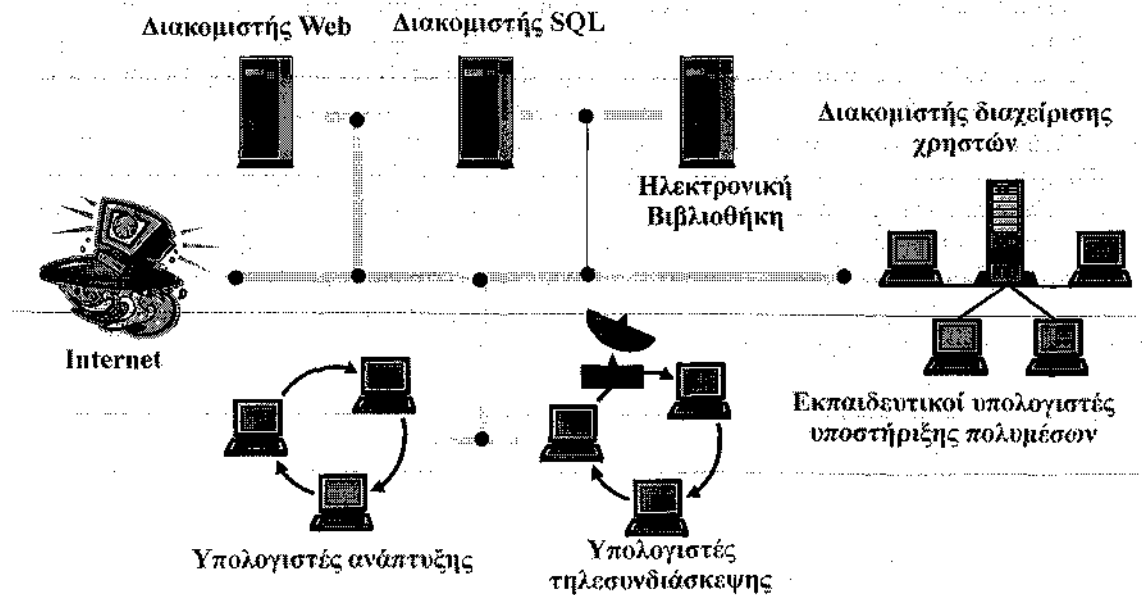 Διακομιστής Web
Διακομιστής SQL
Διακομιστής διαχείρισης
χρηστών
Ηλεκτρονική
Βιβλιοθήκη
Internet
Εκπαιδευτικοί υπολογιστές
υποστήριξης πολυμέσων
Υπολογιστές ανάπτυξης
Υπολογιστές
τηλεσυνδιάσκεψης